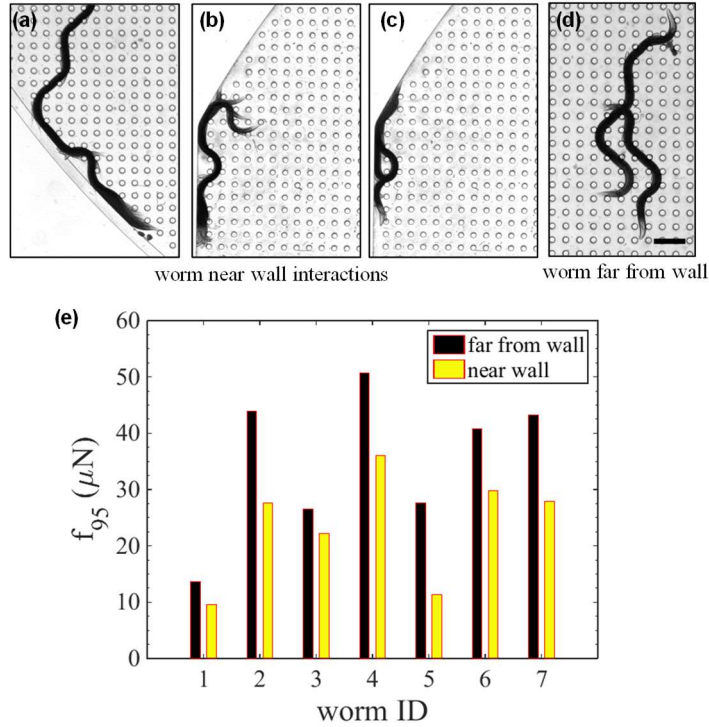 (a)
(b)
(c)
(d)
worm near wall interactions
worm far from wall
(e)
far from wall
near wall
f95 (μN)
60
50
40
30
20
10
0
1 2 3 4 5 6 7
worm ID